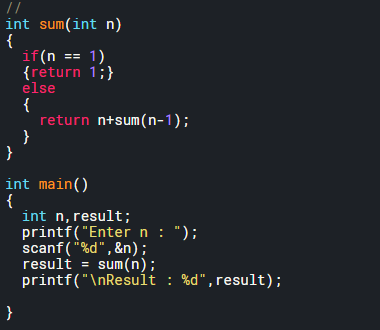 //
int sum(int n)
{
  if(n == 1)
  {return 1;}
  else
  {
    return n+sum(n-1);
  }
}

int main()
{
  int n,result;
  printf("Enter n : ");
  scanf("%d",&n);
  result = sum(n);
  printf("\nResult : %d",result);

}